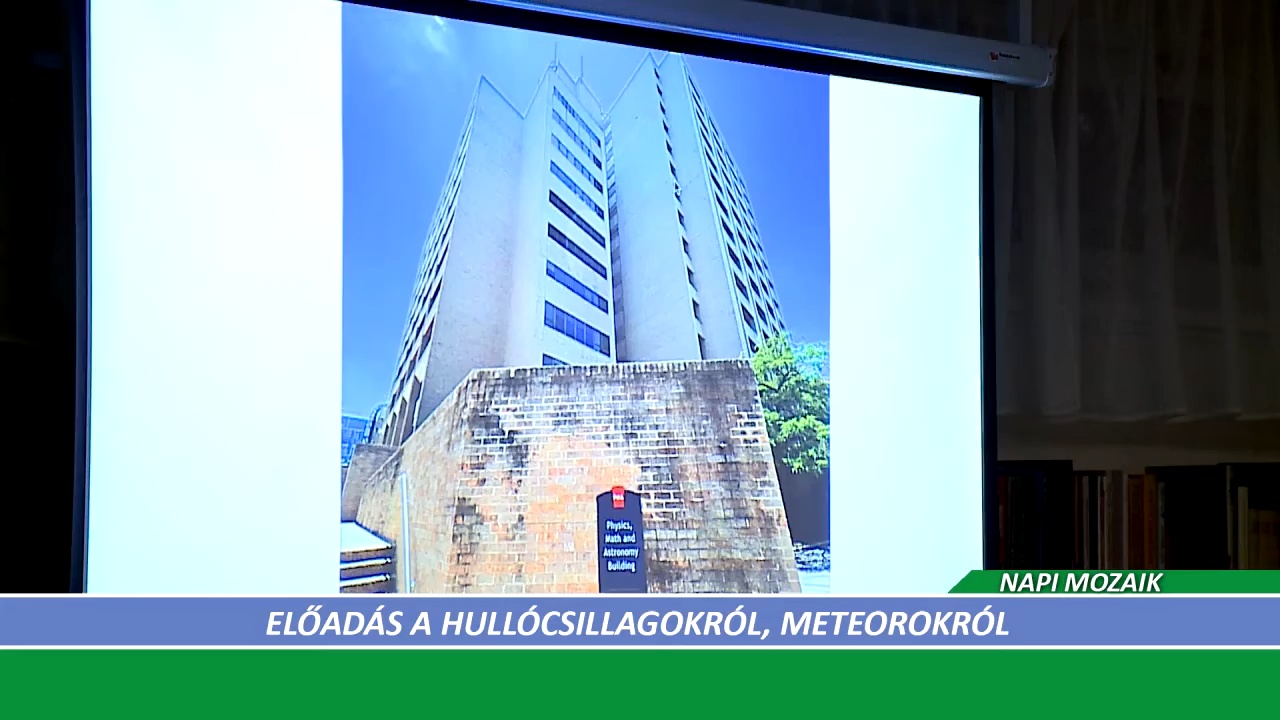 Physics,
Math and
Astronomy
Building
NAPI MOZAIK
ELŐADÁS A HULLÓCSILLAGOKRÓL, METEOROKRÓL